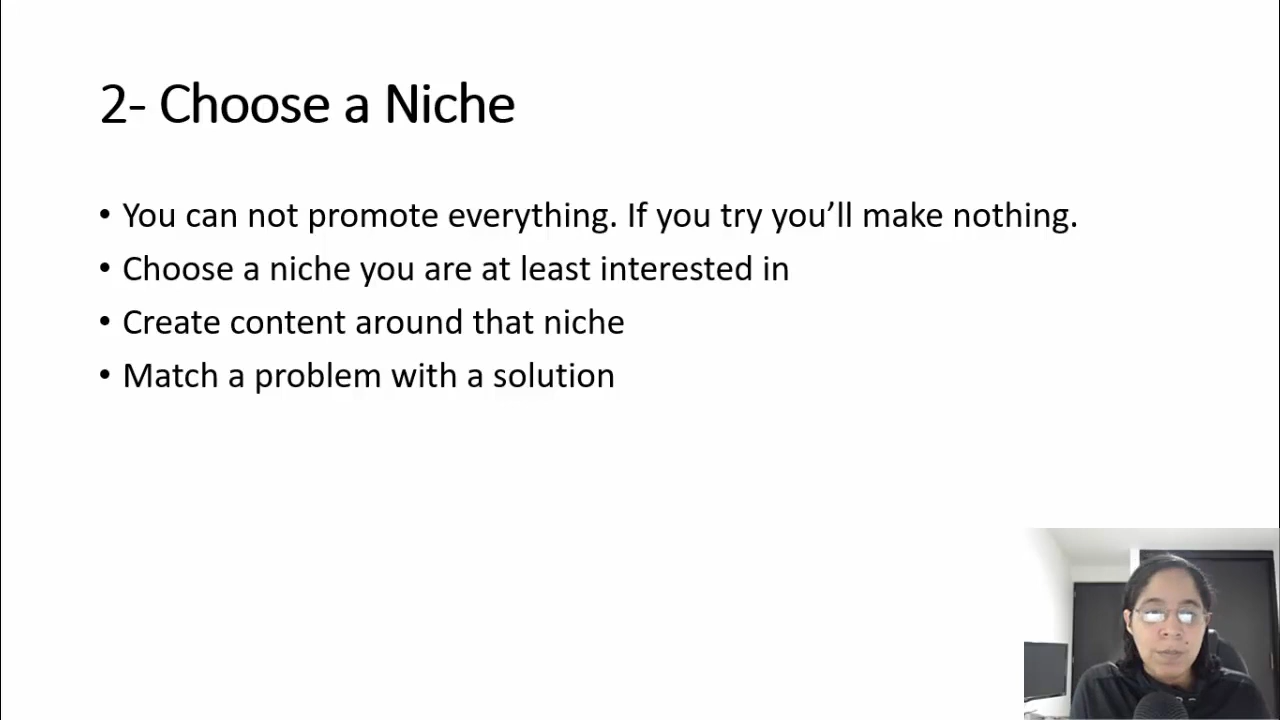 2- Choose a Niche
• You can not promote everything. If you try you’ll make nothing.
• Choose a niche you are at least interested in
• Create content around that niche
• Match a problem with a solution